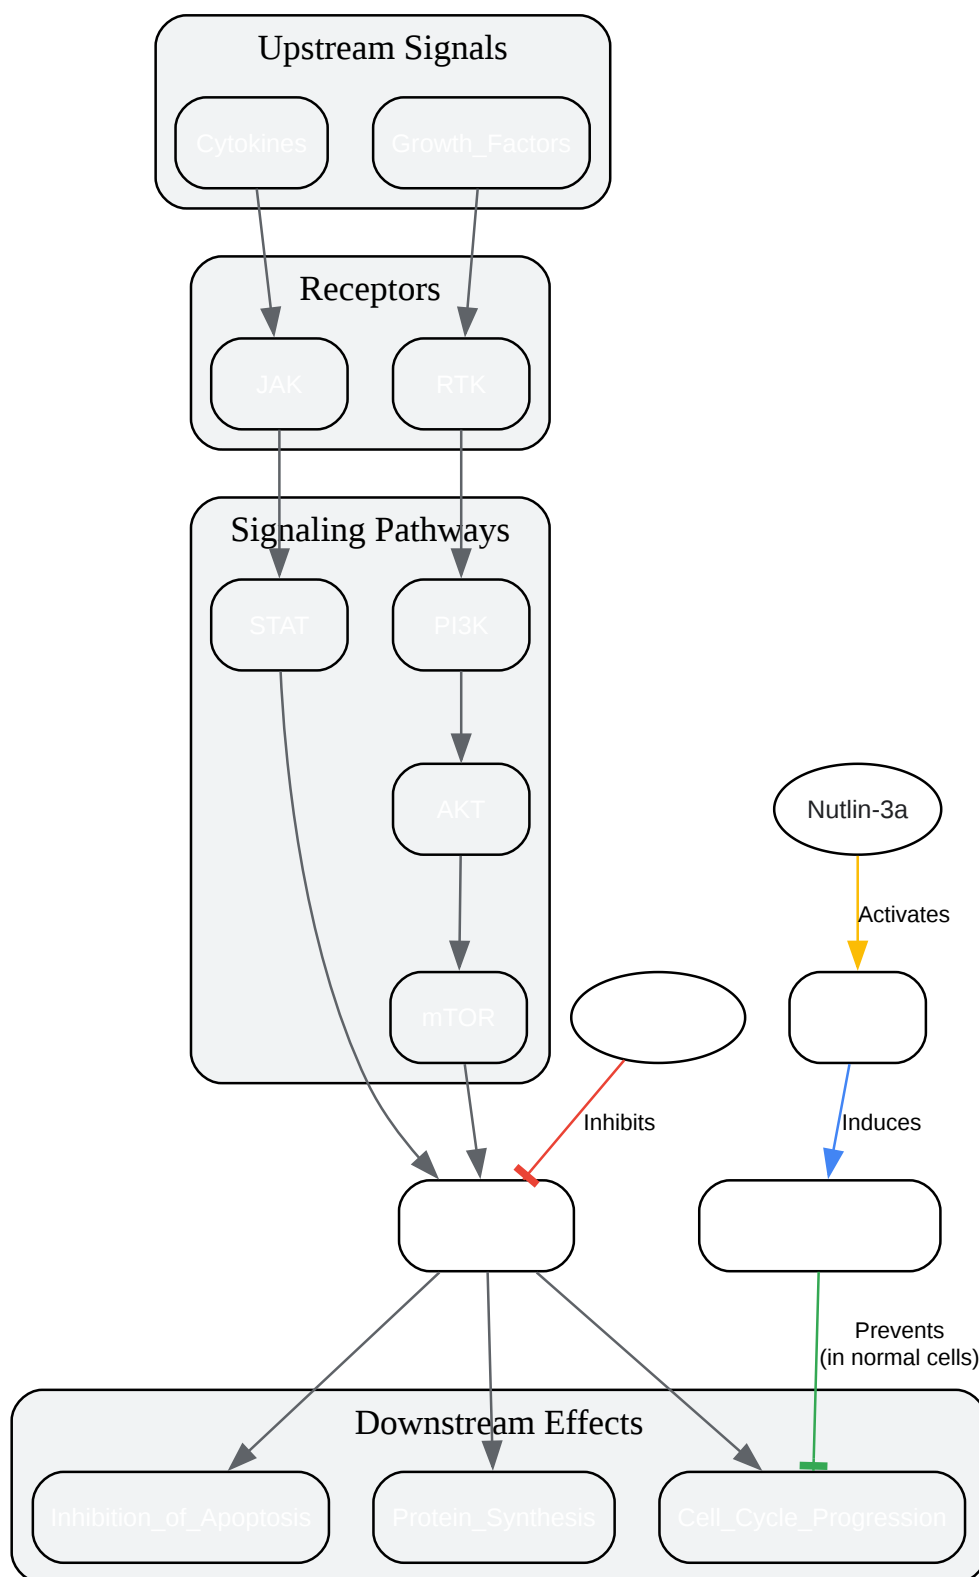 Upstream Signals
Cytokines
Growth_Factors
Receptors
JAK
RTK
Signaling Pathways
STAT
PI3K
AKT
Nutlin-3a
Activates
mTOR
Inhibits
Induces
Prevents
(in normal cells)
Downstream Effects
Inhibition_of_Apoptosis
Protein_Synthesis
Cell_Cycle_Progression